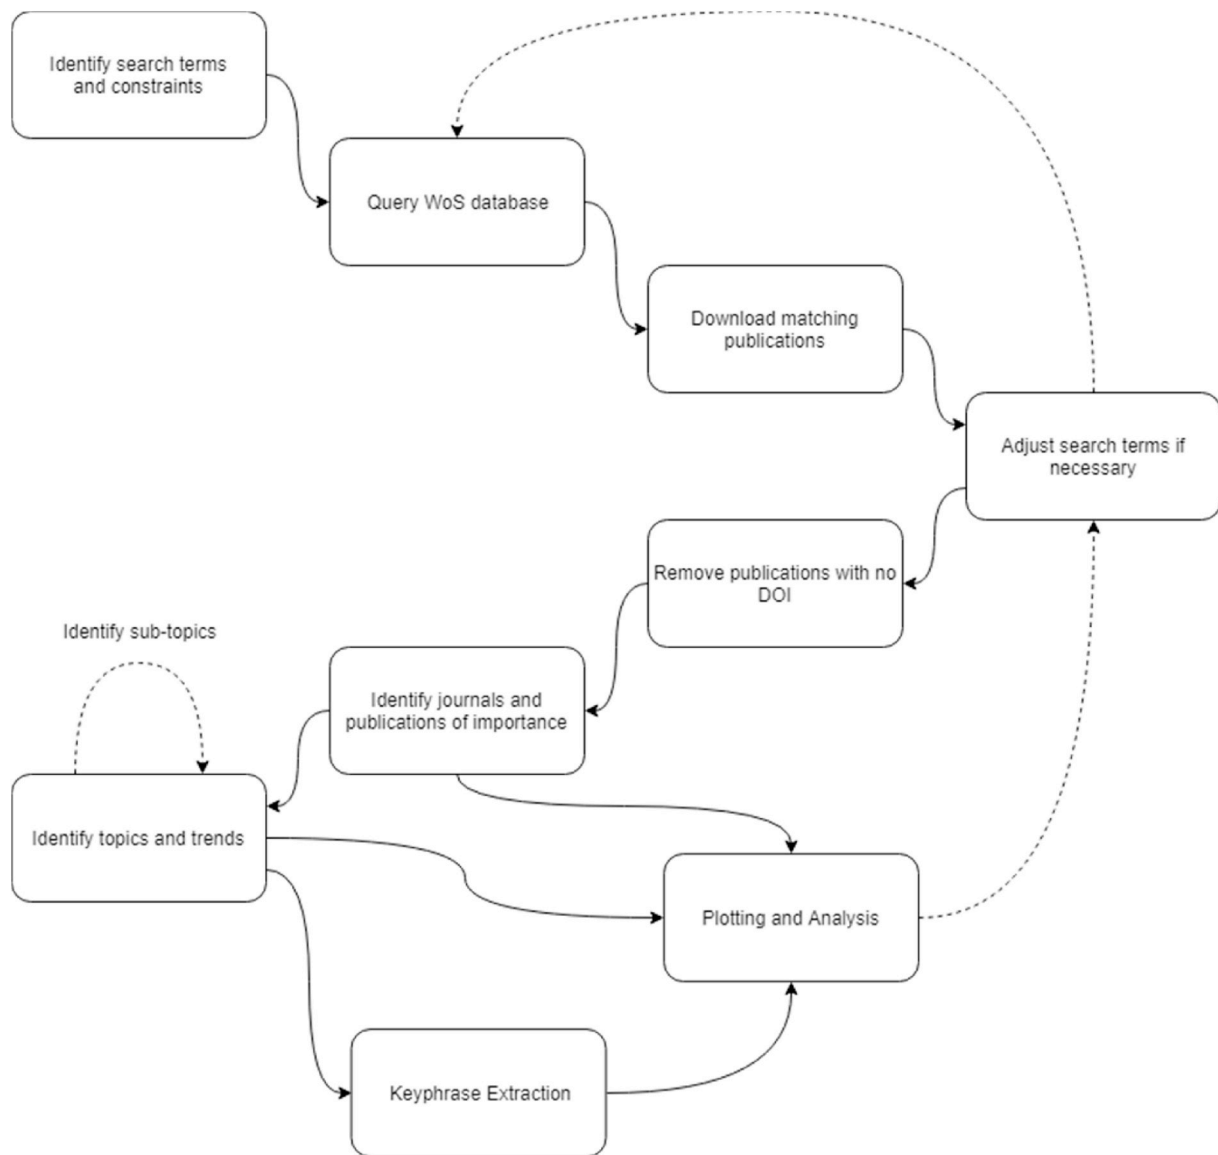 Identify search terms
and constraints
Query WoS database
Download matching
publications
Adjust search terms if
necessary
Remove publications with no
DOI
Identify sub-topics
Identify journals and
publications of importance
Identify topics and trends
Plotting and Analysis
Keyphrase Extraction